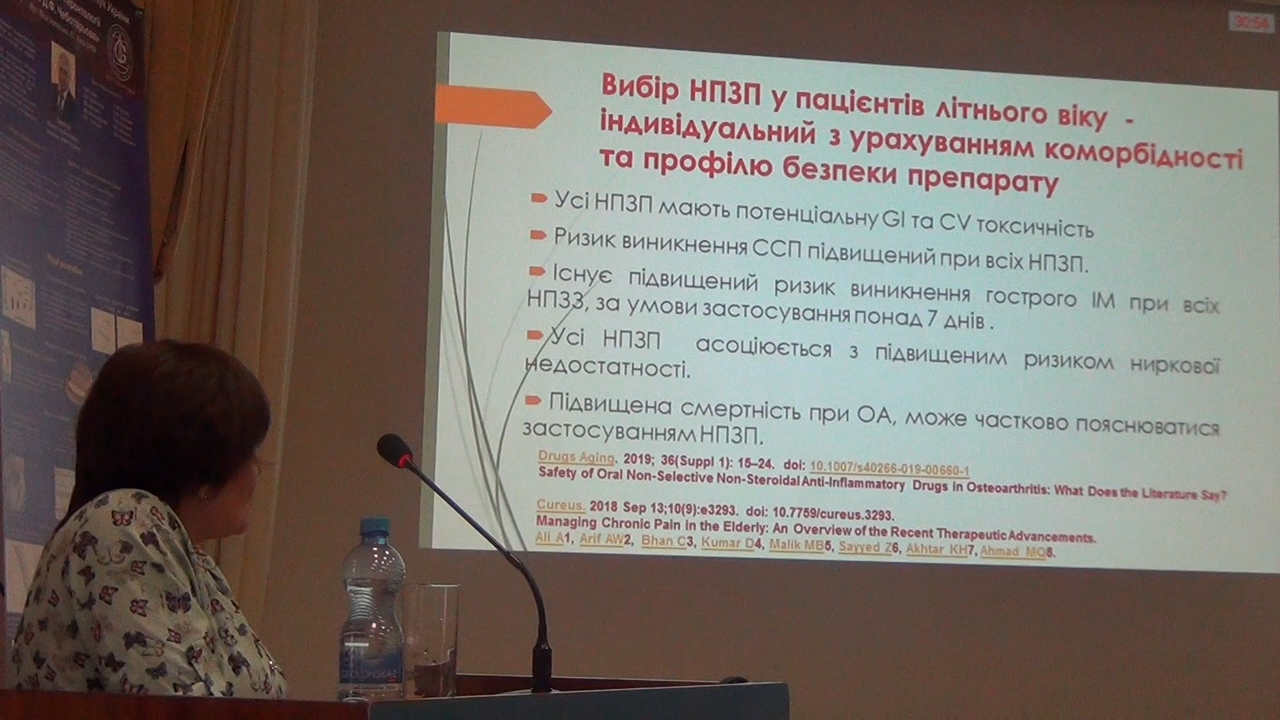 30:54
Вибір НПЗП у пацієнтів літнього віку -
індивідуальний з урахуванням коморбідності
та профілю безпеки препарату
Усі НПЗП мають потенціальну GI та CV токсичність
Ризик виникнення ССП підвищений при всіх НПЗП.
Існує підвищений ризик виникнення гострого ІМ при всіх
НПЗЗ, за умови застосування понад 7 днів .
Усі НПЗП асоціюється з підвищеним ризиком ниркової
недостатності.
Підвищена смертність при ОА, може частково пояснюватися
застосуванням НПЗП.
Drugs Aging. 2019; 36(Suppl 1): 15–24. doi: 10.1007/s40266-019-00660-1
Safety of Oral Non-Selective Non-Steroidal Anti-Inflammatory Drugs in Osteoarthritis: What Does the Literature Say?
Cureus. 2018 Sep 13;10(9):e3293. doi: 10.7759/cureus.3293.
Managing Chronic Pain in the Elderly: An Overview of the Recent Therapeutic Advancements.
Ali A1, Arif AW2, Bhan C3, Kumar D4, Malik MB5, Sayyed Z6, Akhtar KH7, Ahmad MQ8.